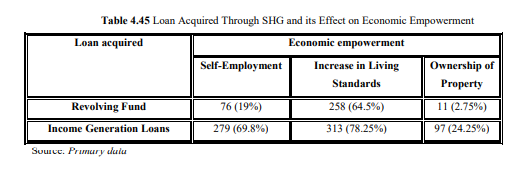 Table 4.45 Loan Acquired Through SHG and its Effect on Economic Empowerment
Loan acquired Economic empowerment
Self-Employment Increase in Living Ownership of
Standards Property
Revolving Fund 76 (19%) 258 (64.5%) 11 (2.75%)
Income Generation Loans 279 (69.8%) 313 (78.25%) 97 (24.25%)
Source: Primary data